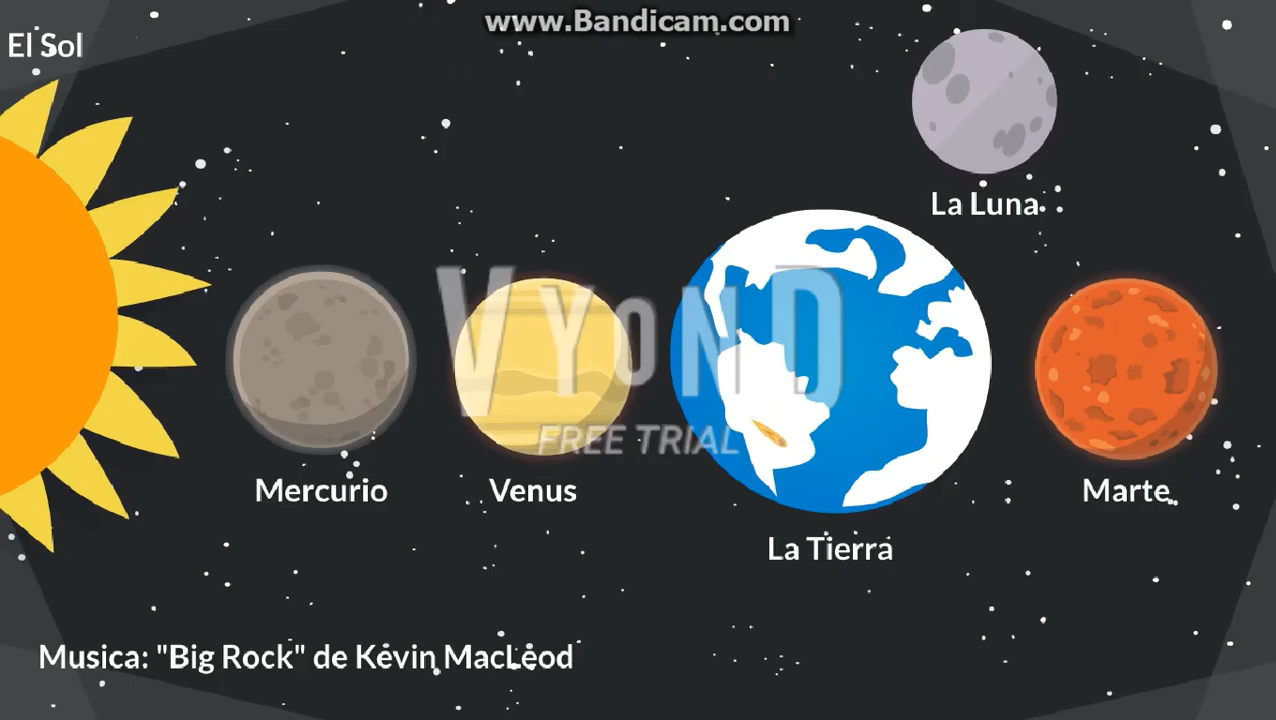 www.Bandicam.com
El Sol
La Luna
VYOND
FREE TRIAL
Mercurio
Venus
Marte
La Tierra
Musica: "Big Rock" de Kevin MacLeod